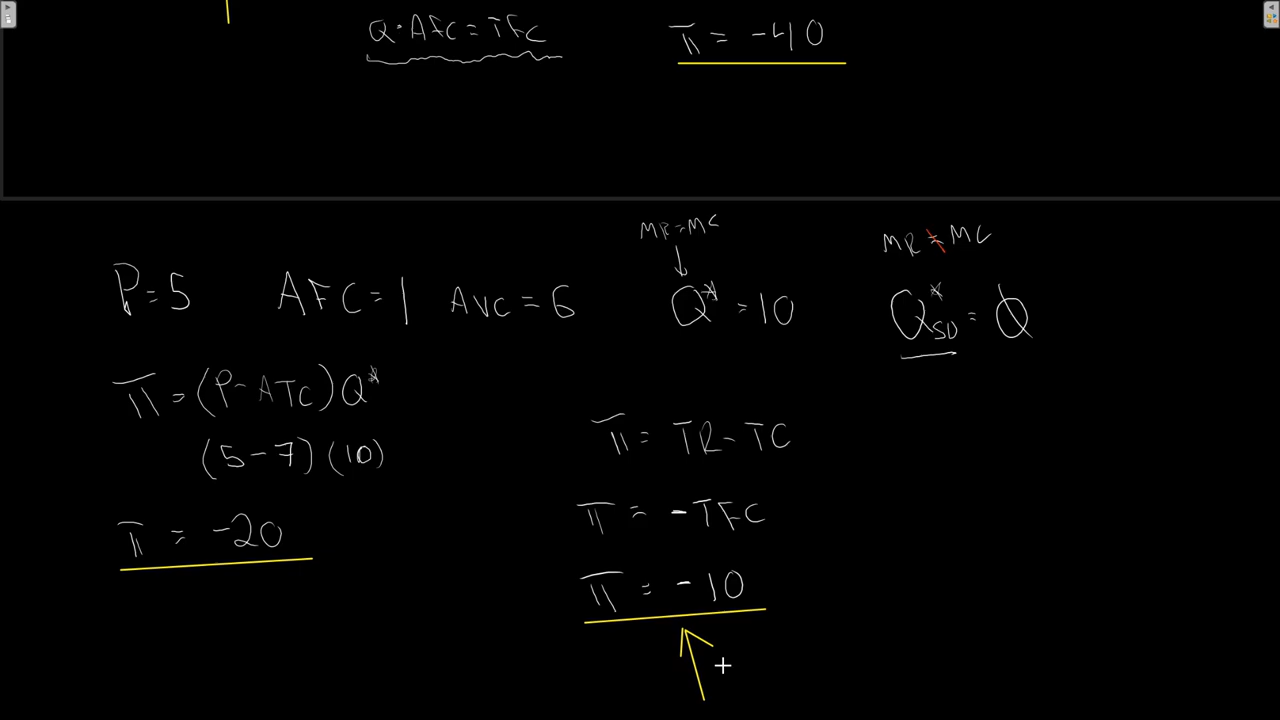 Q·AFC=TFC
π = -40
MR=MC
MR≠MC
P=5
AFC=1
AVC=6
Q*=10
Q*SD=Ø
π=(P-ATC)Q*
(5-7)(10)
π = TR-TC
π = -20
π = -TFC
π = -10